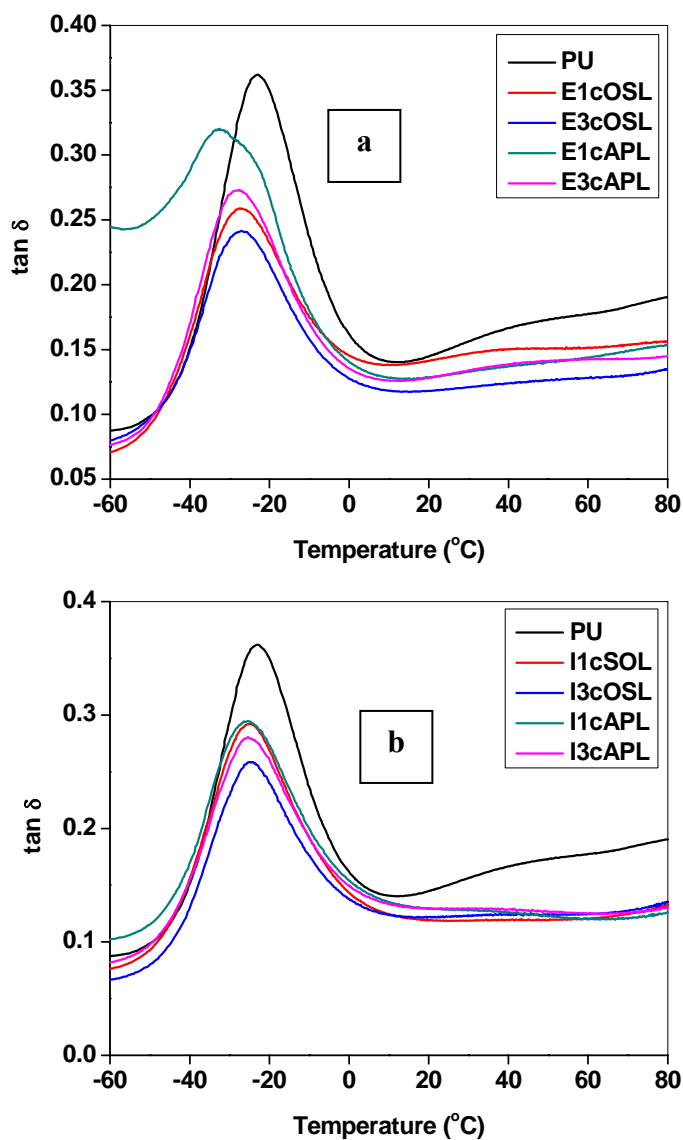 0.40
0.35
0.30
0.25
0.20
0.15
0.10
0.05
tan δ
-60 -40 -20 0 20 40 60 80
Temperature (°C)
a
PU
E1cOSL
E3cOSL
E1cAPL
E3cAPL
0.4
0.3
0.2
0.1
0.0
tan δ
-60 -40 -20 0 20 40 60 80
Temperature (°C)
b
PU
I1cSOL
I3cOSL
I1cAPL
I3cAPL